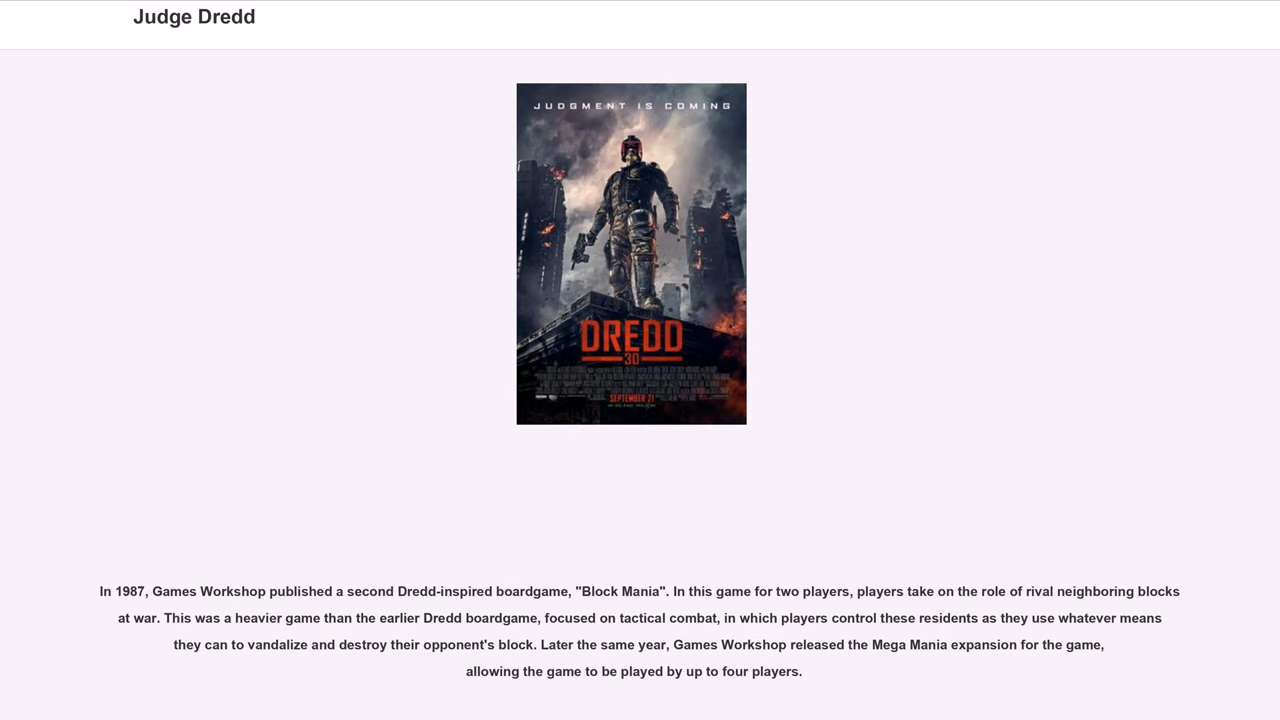 Judge Dredd
JUDGMENT IS COMING
DREDD
3D
SEPTEMBER 21
In 1987, Games Workshop published a second Dredd-inspired boardgame, "Block Mania". In this game for two players, players take on the role of rival neighboring blocks
at war. This was a heavier game than the earlier Dredd boardgame, focused on tactical combat, in which players control these residents as they use whatever means
they can to vandalize and destroy their opponent's block. Later the same year, Games Workshop released the Mega Mania expansion for the game,
allowing the game to be played by up to four players.